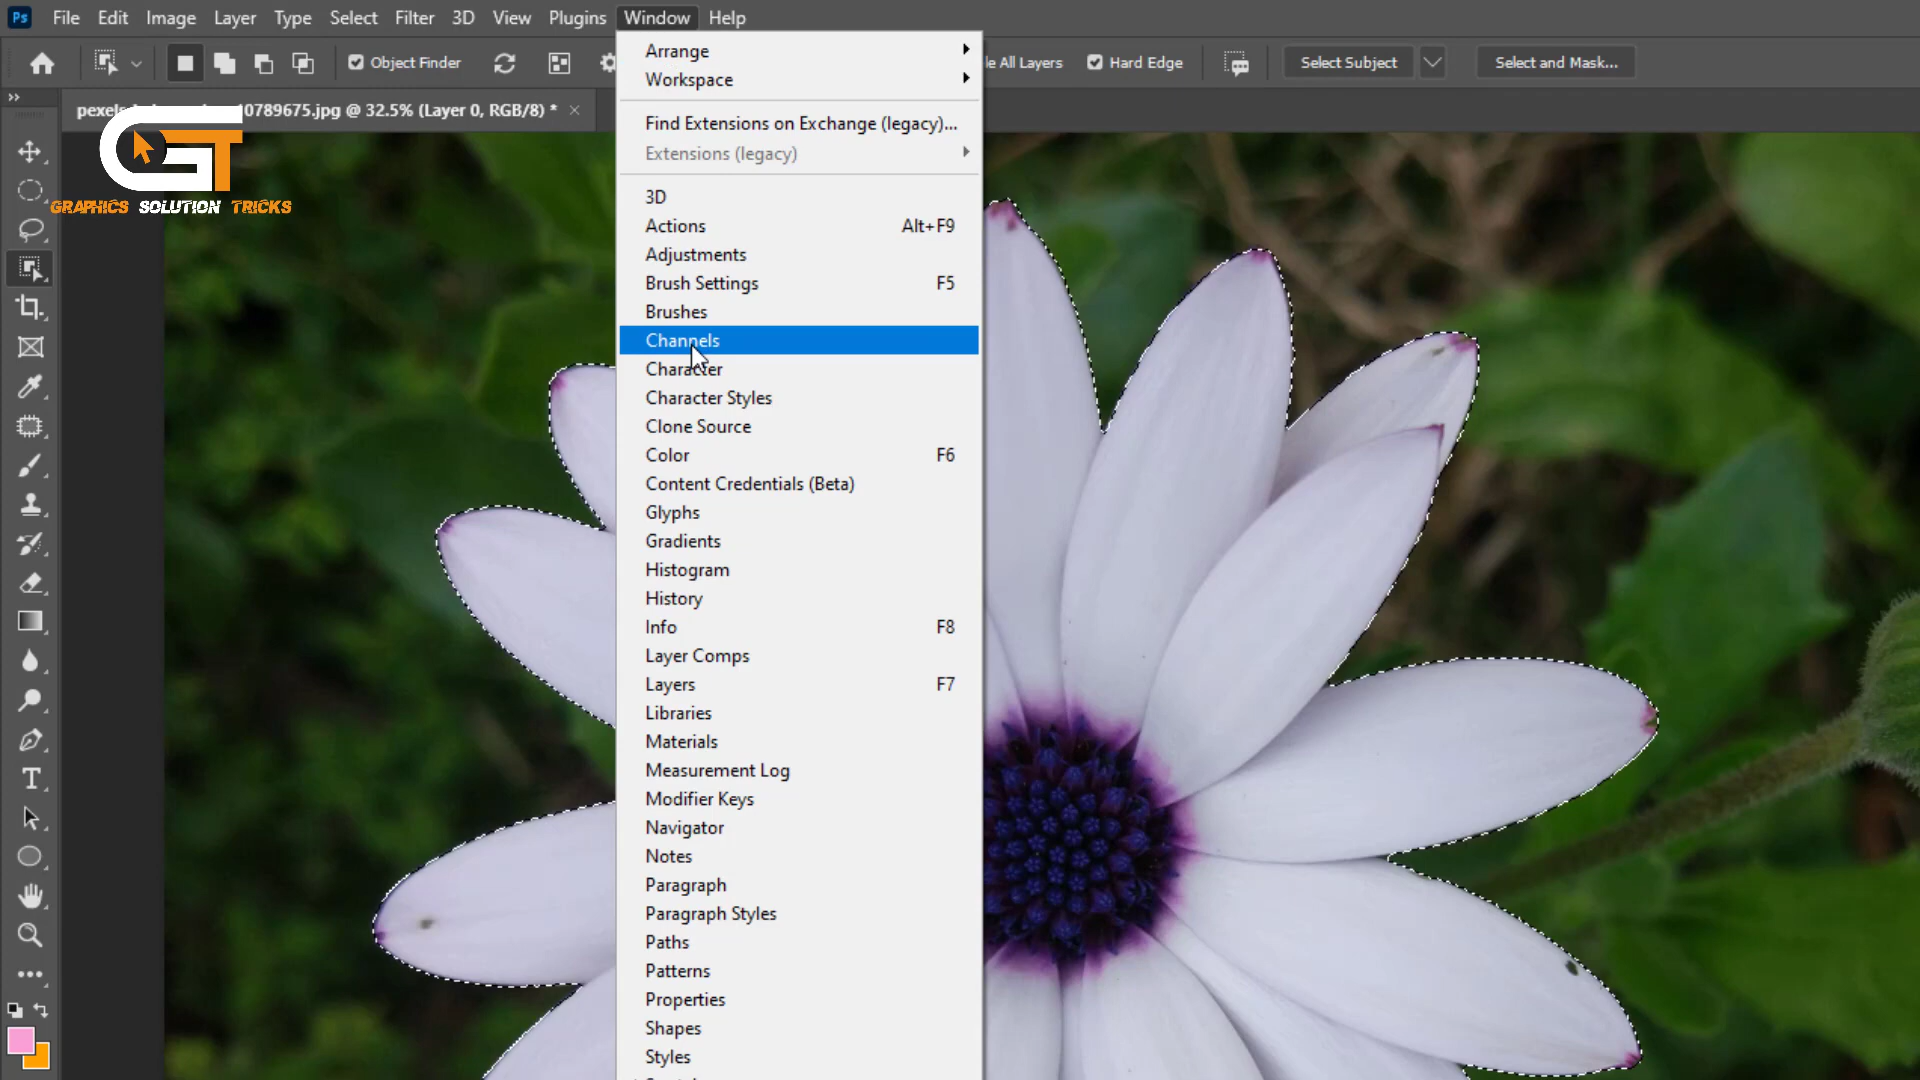 Ps File Edit Image Layer Type Select Filter 3D View Plugins Window Help
Object Finder
All Layers
Hard Edge
Select Subject
Select and Mask...
0789675.jpg @ 32.5% (Layer 0, RGB/8) *
GT
GRAPHICS SOLUTION TRICKS
Arrange
Workspace
Find Extensions on Exchange (legacy)...
Extensions (legacy)
3D
Actions Alt+F9
Adjustments
Brush Settings F5
Brushes
Channels
Character
Character Styles
Clone Source
Color F6
Content Credentials (Beta)
Glyphs
Gradients
Histogram
History
Info F8
Layer Comps
Layers F7
Libraries
Materials
Measurement Log
Modifier Keys
Navigator
Notes
Paragraph
Paragraph Styles
Paths
Patterns
Properties
Shapes
Styles